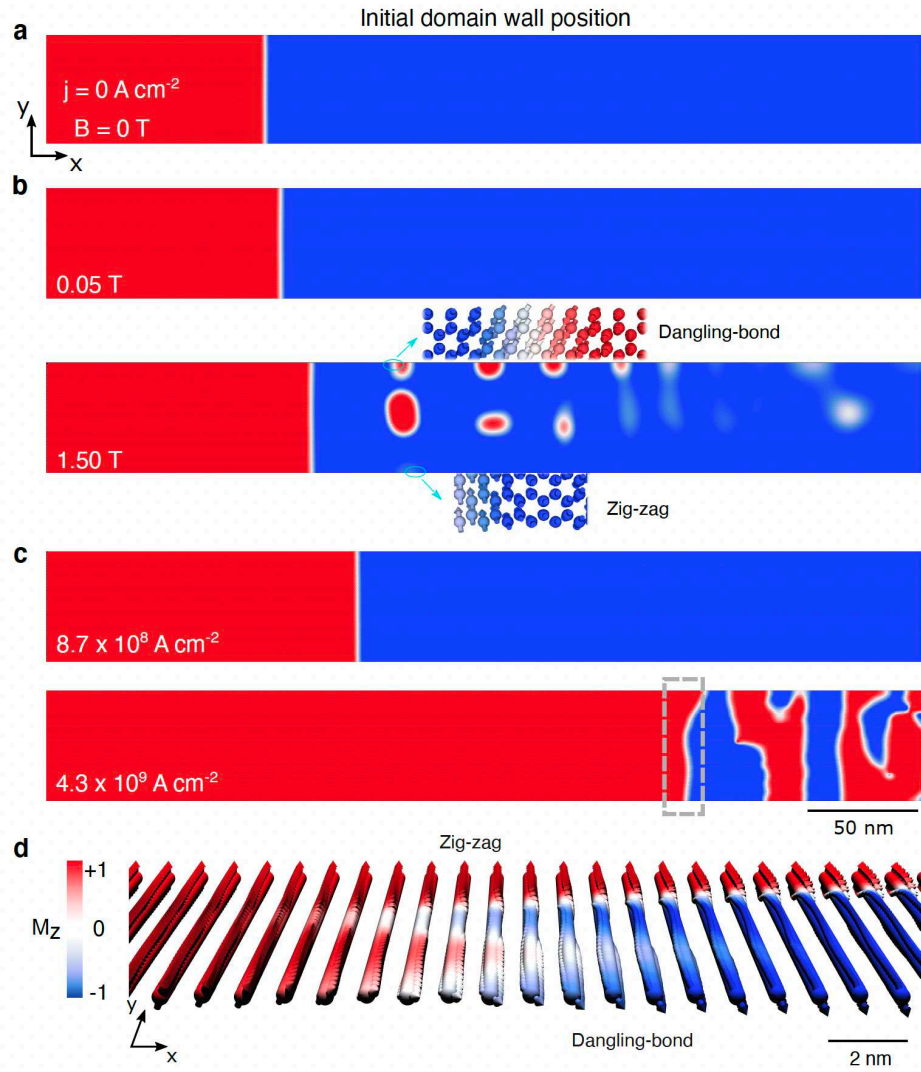 Initial domain wall position
a
j = 0 A cm⁻²
B = 0 T
y
x
b
0.05 T
Dangling-bond
1.50 T
Zig-zag
c
8.7 x 10⁸ A cm⁻²
4.3 x 10⁹ A cm⁻²
50 nm
d
Zig-zag
+1
M_Z 0
-1
y
x
Dangling-bond
2 nm